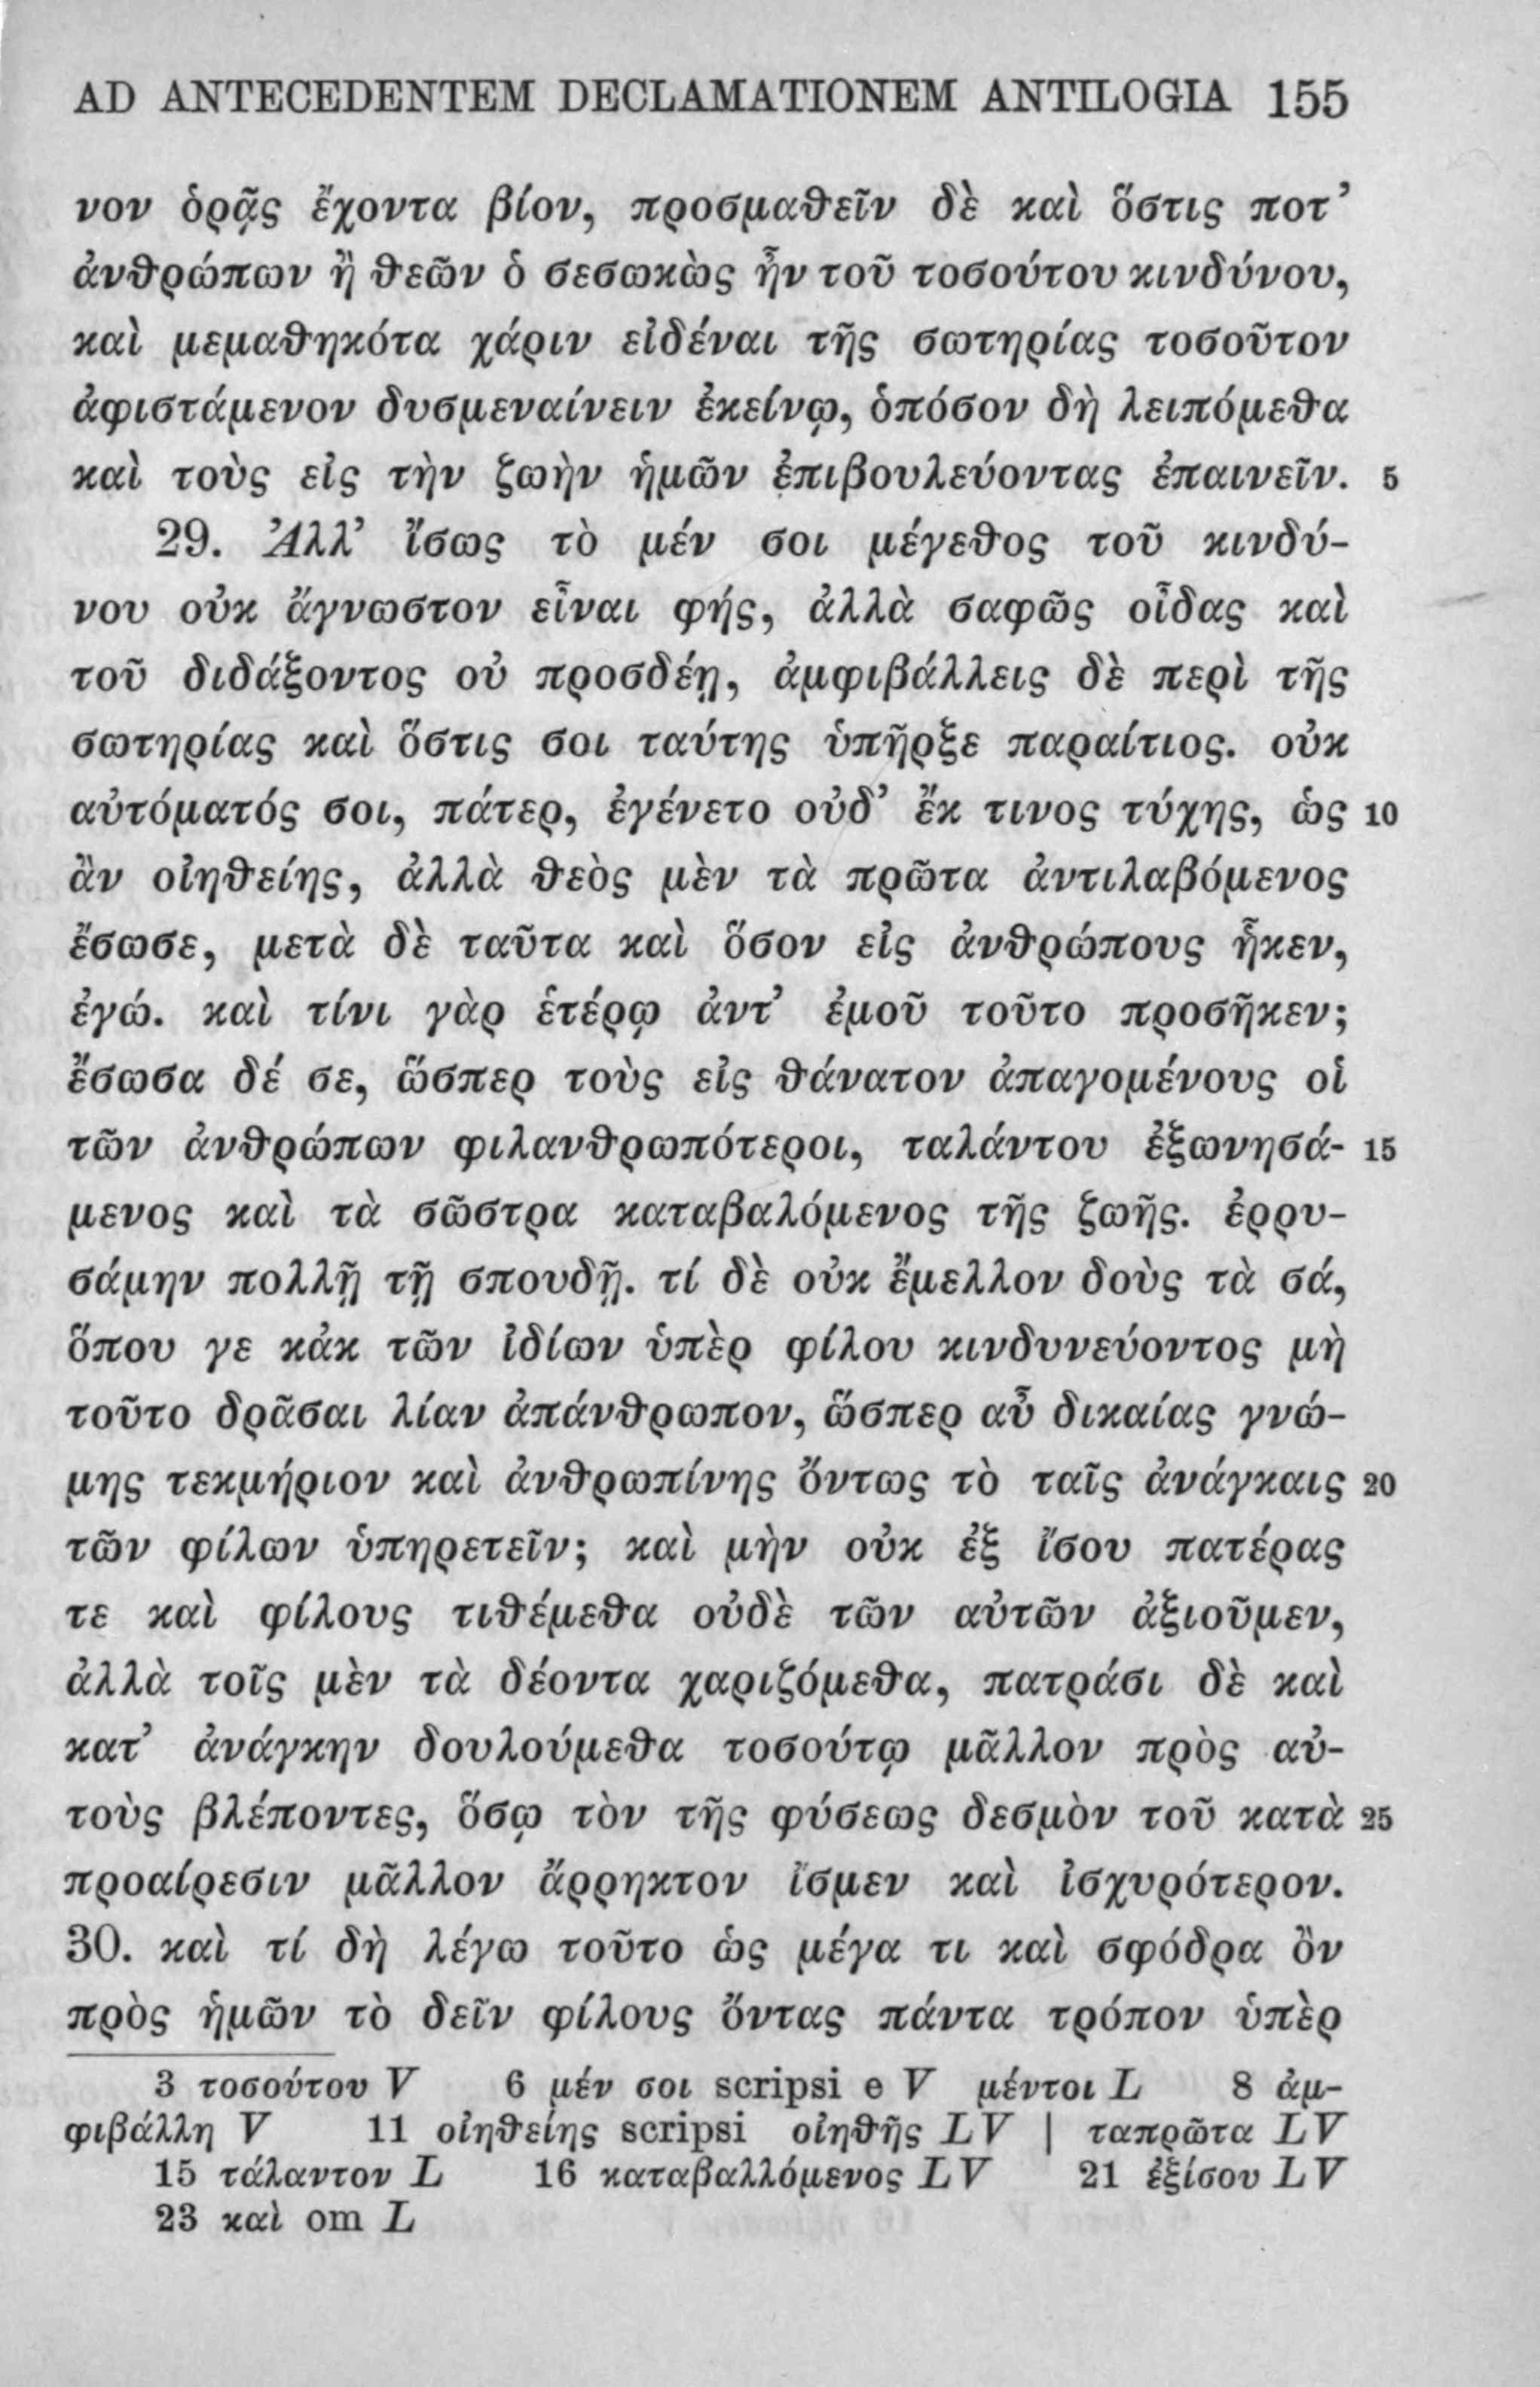 AD ANTECEDENTEM DECLAMATIONEM ANTILOGIA 155
νον ὁρᾷς ἔχοντα βίον, προσμαθεῖν δὲ καὶ ὅστις ποτ’
ἀνθρώπων ἢ θεῶν ὁ σεσωκὼς ἦν τοῦ τοσούτου κινδύνου,
καὶ μεμαθηκότα χάριν εἰδέναι τῆς σωτηρίας τοσοῦτον
ἀφιστάμενον δυσμεναίνειν ἐκείνῳ, ὁπόσον δὴ λειπόμεθα
καὶ τοὺς εἰς τὴν ζωὴν ἡμῶν ἐπιβουλεύοντας ἐπαινεῖν. 5
29. Ἀλλ’ ἴσως τὸ μέν σοι μέγεθος τοῦ κινδύ-
νου οὐκ ἄγνωστον εἶναι φής, ἀλλὰ σαφῶς οἶδας καὶ
τοῦ διδάξοντος οὐ προσδέῃ, ἀμφιβάλλεις δὲ περὶ τῆς
σωτηρίας καὶ ὅστις σοι ταύτης ὑπῆρξε παραίτιος. οὐκ
αὐτόματός σοι, πάτερ, ἐγένετο οὐδ’ ἔκ τινος τύχης, ὡς 10
ἂν οἰηθείης, ἀλλὰ θεὸς μὲν τὰ πρῶτα ἀντιλαβόμενος
ἔσωσε, μετὰ δὲ ταῦτα καὶ ὅσον εἰς ἀνθρώπους ἧκεν,
ἐγώ. καὶ τίνι γὰρ ἑτέρῳ ἀντ’ ἐμοῦ τοῦτο προσῆκεν;
ἔσωσα δέ σε, ὥσπερ τοὺς εἰς θάνατον ἀπαγομένους οἱ
τῶν ἀνθρώπων φιλανθρωπότεροι, ταλάντου ἐξωνησά- 15
μενος καὶ τὰ σῶστρα καταβαλόμενος τῆς ζωῆς. ἐρρυ-
σάμην πολλῇ τῇ σπουδῇ. τί δὲ οὐκ ἔμελλον δοὺς τὰ σά,
ὅπου γε κἀκ τῶν ἰδίων ὑπὲρ φίλου κινδυνεύοντος μὴ
τοῦτο δρᾶσαι λίαν ἀπάνθρωπον, ὥσπερ αὖ δικαίας γνώ-
μης τεκμήριον καὶ ἀνθρωπίνης ὄντως τὸ ταῖς ἀνάγκαις 20
τῶν φίλων ὑπηρετεῖν; καὶ μὴν οὐκ ἐξ ἴσου πατέρας
τε καὶ φίλους τιθέμεθα οὐδὲ τῶν αὐτῶν ἀξιοῦμεν,
ἀλλὰ τοῖς μὲν τὰ δέοντα χαριζόμεθα, πατράσι δὲ καὶ
κατ’ ἀνάγκην δουλούμεθα τοσούτῳ μᾶλλον πρὸς αὐ-
τοὺς βλέποντες, ὅσῳ τὸν τῆς φύσεως δεσμὸν τοῦ κατὰ 25
προαίρεσιν μᾶλλον ἄρρηκτον ἴσμεν καὶ ἰσχυρότερον.
30. καὶ τί δὴ λέγω τοῦτο ὡς μέγα τι καὶ σφόδρα ὂν
πρὸς ἡμῶν τὸ δεῖν φίλους ὄντας πάντα τρόπον ὑπὲρ
3 τοσούτου V 6 μέν σοι scripsi e V μέντοι L 8 ἀμ-
φιβάλλη V 11 οἰηθείης scripsi οἰηθῆς LV | ταπρῶτα LV
15 τάλαντον L 16 καταβαλλόμενος LV 21 ἐξίσου LV
23 καὶ om L